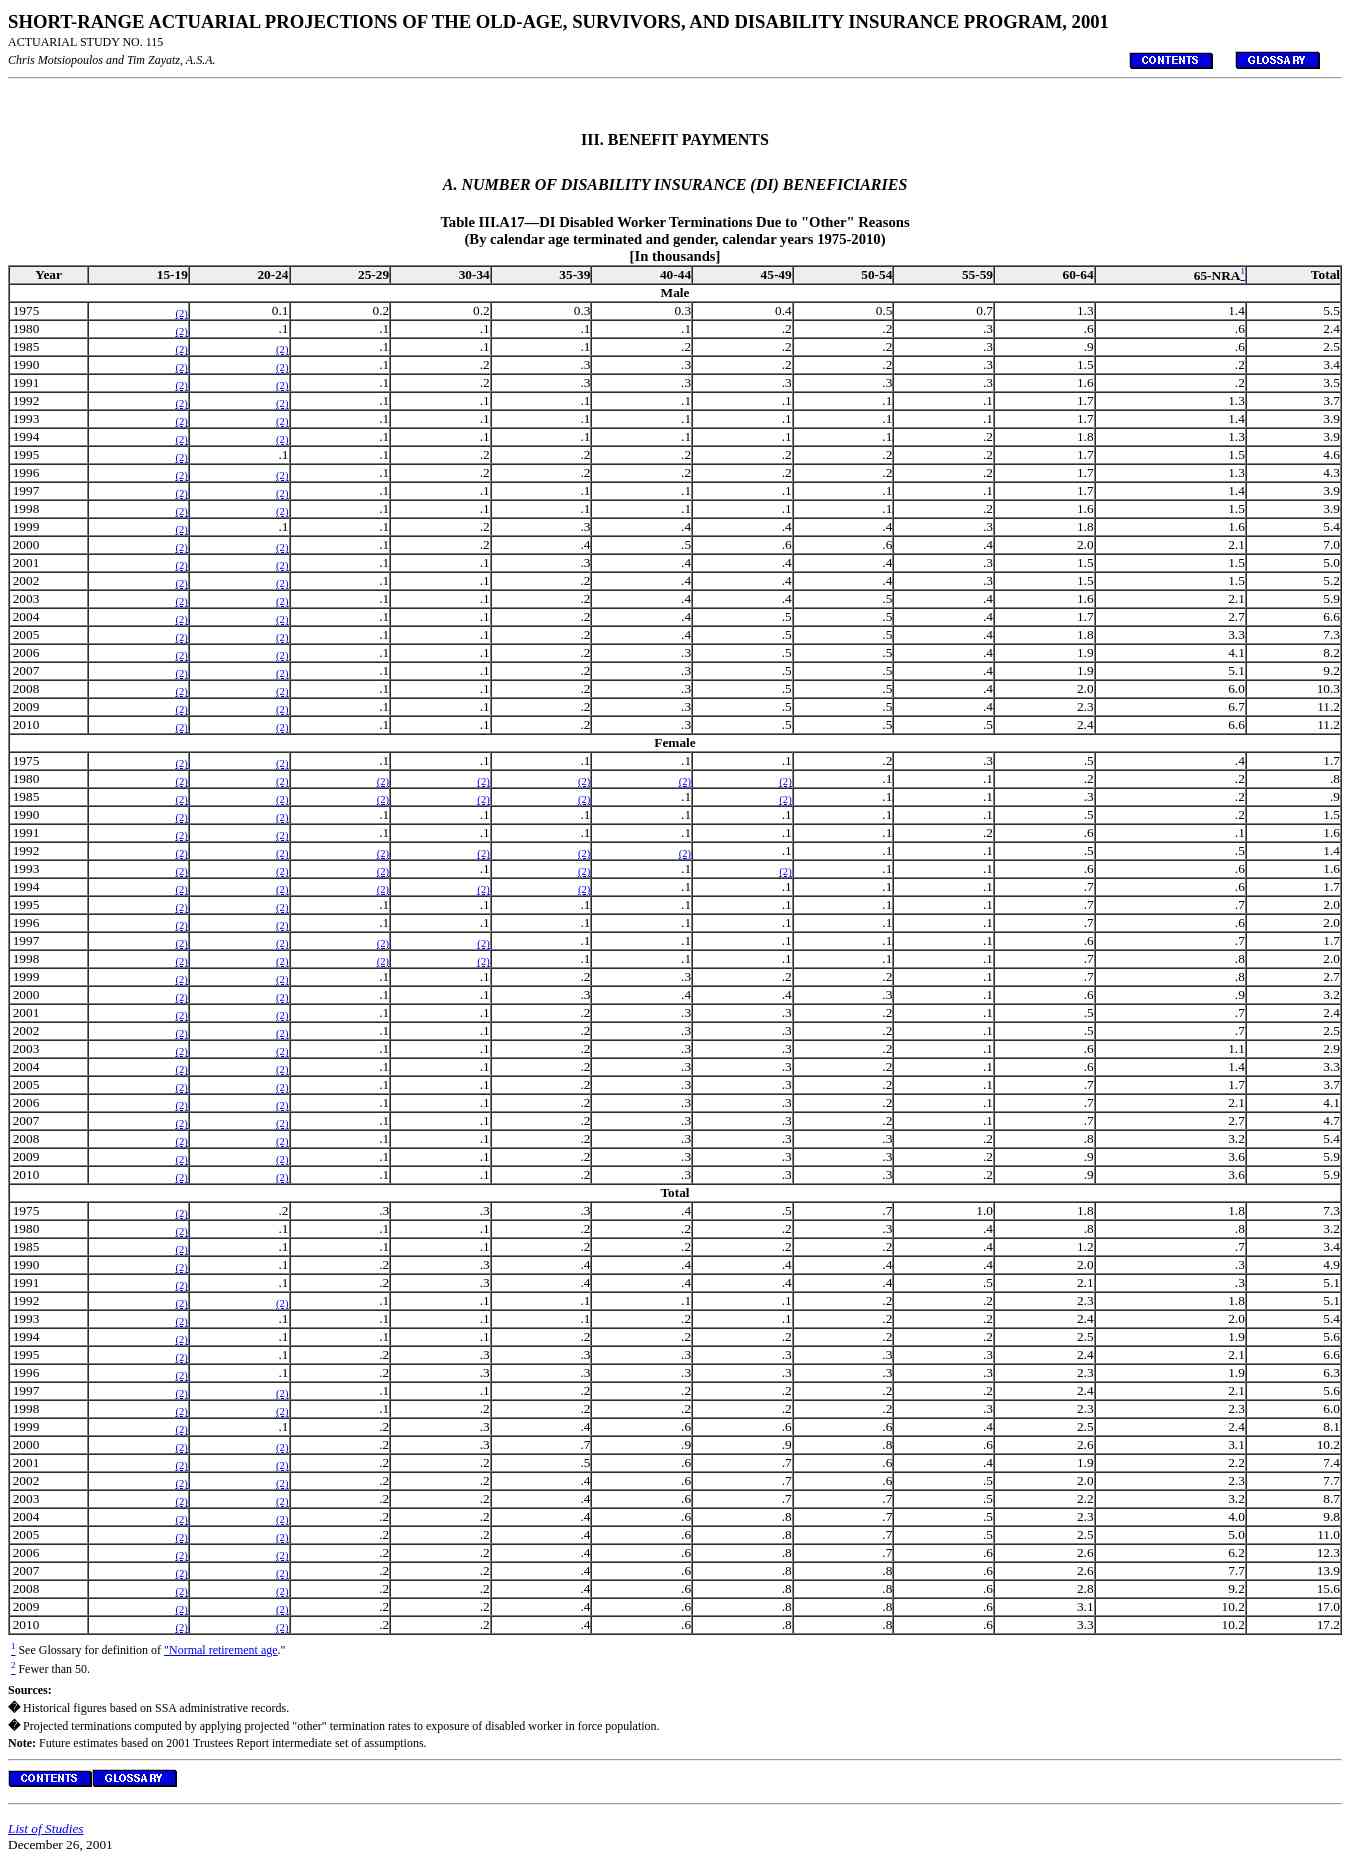 SHORT-RANGE ACTUARIAL PROJECTIONS OF THE OLD-AGE, SURVIVORS, AND DISABILITY INSURANCE PROGRAM, 2001
ACTUARIAL STUDY NO. 115
Chris Motsiopoulos and Tim Zayatz, A.S.A. CONTENTS GLOSSARY
III. BENEFIT PAYMENTS
A. NUMBER OF DISABILITY INSURANCE (DI) BENEFICIARIES
Table III.A17—DI Disabled Worker Terminations Due to "Other" Reasons
(By calendar age terminated and gender, calendar years 1975-2010)
[In thousands]
Year 15-19 20-24 25-29 30-34 35-39 40-44 45-49 50-54 55-59 60-64 65-NRA1 Total
Male
1975 (2) 0.1 0.2 0.2 0.3 0.3 0.4 0.5 0.7 1.3 1.4 5.5
1980 (2) .1 .1 .1 .1 .1 .2 .2 .3 .6 .6 2.4
1985 (2) (2) .1 .1 .1 .2 .2 .2 .3 .9 .6 2.5
1990 (2) (2) .1 .2 .3 .3 .2 .2 .3 1.5 .2 3.4
1991 (2) (2) .1 .2 .3 .3 .3 .3 .3 1.6 .2 3.5
1992 (2) (2) .1 .1 .1 .1 .1 .1 .1 1.7 1.3 3.7
1993 (2) (2) .1 .1 .1 .1 .1 .1 .1 1.7 1.4 3.9
1994 (2) (2) .1 .1 .1 .1 .1 .1 .2 1.8 1.3 3.9
1995 (2) .1 .1 .2 .2 .2 .2 .2 .2 1.7 1.5 4.6
1996 (2) (2) .1 .2 .2 .2 .2 .2 .2 1.7 1.3 4.3
1997 (2) (2) .1 .1 .1 .1 .1 .1 .1 1.7 1.4 3.9
1998 (2) (2) .1 .1 .1 .1 .1 .1 .2 1.6 1.5 3.9
1999 (2) .1 .1 .2 .3 .4 .4 .4 .3 1.8 1.6 5.4
2000 (2) (2) .1 .2 .4 .5 .6 .6 .4 2.0 2.1 7.0
2001 (2) (2) .1 .1 .3 .4 .4 .4 .3 1.5 1.5 5.0
2002 (2) (2) .1 .1 .2 .4 .4 .4 .3 1.5 1.5 5.2
2003 (2) (2) .1 .1 .2 .4 .4 .5 .4 1.6 2.1 5.9
2004 (2) (2) .1 .1 .2 .4 .5 .5 .4 1.7 2.7 6.6
2005 (2) (2) .1 .1 .2 .4 .5 .5 .4 1.8 3.3 7.3
2006 (2) (2) .1 .1 .2 .3 .5 .5 .4 1.9 4.1 8.2
2007 (2) (2) .1 .1 .2 .3 .5 .5 .4 1.9 5.1 9.2
2008 (2) (2) .1 .1 .2 .3 .5 .5 .4 2.0 6.0 10.3
2009 (2) (2) .1 .1 .2 .3 .5 .5 .4 2.3 6.7 11.2
2010 (2) (2) .1 .1 .2 .3 .5 .5 .5 2.4 6.6 11.2
Female
1975 (2) (2) .1 .1 .1 .1 .1 .2 .3 .5 .4 1.7
1980 (2) (2) (2) (2) (2) (2) (2) .1 .1 .2 .2 .8
1985 (2) (2) (2) (2) (2) .1 (2) .1 .1 .3 .2 .9
1990 (2) (2) .1 .1 .1 .1 .1 .1 .1 .5 .2 1.5
1991 (2) (2) .1 .1 .1 .1 .1 .1 .2 .6 .1 1.6
1992 (2) (2) (2) (2) (2) (2) .1 .1 .1 .5 .5 1.4
1993 (2) (2) (2) .1 (2) .1 (2) .1 .1 .6 .6 1.6
1994 (2) (2) (2) (2) (2) .1 .1 .1 .1 .7 .6 1.7
1995 (2) (2) .1 .1 .1 .1 .1 .1 .1 .7 .7 2.0
1996 (2) (2) .1 .1 .1 .1 .1 .1 .1 .7 .6 2.0
1997 (2) (2) (2) (2) .1 .1 .1 .1 .1 .6 .7 1.7
1998 (2) (2) (2) (2) .1 .1 .1 .1 .1 .7 .8 2.0
1999 (2) (2) .1 .1 .2 .3 .2 .2 .1 .7 .8 2.7
2000 (2) (2) .1 .1 .3 .4 .4 .3 .1 .6 .9 3.2
2001 (2) (2) .1 .1 .2 .3 .3 .2 .1 .5 .7 2.4
2002 (2) (2) .1 .1 .2 .3 .3 .2 .1 .5 .7 2.5
2003 (2) (2) .1 .1 .2 .3 .3 .2 .1 .6 1.1 2.9
2004 (2) (2) .1 .1 .2 .3 .3 .2 .1 .6 1.4 3.3
2005 (2) (2) .1 .1 .2 .3 .3 .2 .1 .7 1.7 3.7
2006 (2) (2) .1 .1 .2 .3 .3 .2 .1 .7 2.1 4.1
2007 (2) (2) .1 .1 .2 .3 .3 .2 .1 .7 2.7 4.7
2008 (2) (2) .1 .1 .2 .3 .3 .3 .2 .8 3.2 5.4
2009 (2) (2) .1 .1 .2 .3 .3 .3 .2 .9 3.6 5.9
2010 (2) (2) .1 .1 .2 .3 .3 .3 .2 .9 3.6 5.9
Total
1975 (2) .2 .3 .3 .3 .4 .5 .7 1.0 1.8 1.8 7.3
1980 (2) .1 .1 .1 .2 .2 .2 .3 .4 .8 .8 3.2
1985 (2) .1 .1 .1 .2 .2 .2 .2 .4 1.2 .7 3.4
1990 (2) .1 .2 .3 .4 .4 .4 .4 .4 2.0 .3 4.9
1991 (2) .1 .2 .3 .4 .4 .4 .4 .5 2.1 .3 5.1
1992 (2) (2) .1 .1 .1 .1 .1 .2 .2 2.3 1.8 5.1
1993 (2) .1 .1 .1 .1 .2 .1 .2 .2 2.4 2.0 5.4
1994 (2) .1 .1 .1 .2 .2 .2 .2 .2 2.5 1.9 5.6
1995 (2) .1 .2 .3 .3 .3 .3 .3 .3 2.4 2.1 6.6
1996 (2) .1 .2 .3 .3 .3 .3 .3 .3 2.3 1.9 6.3
1997 (2) (2) .1 .1 .2 .2 .2 .2 .2 2.4 2.1 5.6
1998 (2) (2) .1 .2 .2 .2 .2 .2 .3 2.3 2.3 6.0
1999 (2) .1 .2 .3 .4 .6 .6 .6 .4 2.5 2.4 8.1
2000 (2) (2) .2 .3 .7 .9 .9 .8 .6 2.6 3.1 10.2
2001 (2) (2) .2 .2 .5 .6 .7 .6 .4 1.9 2.2 7.4
2002 (2) (2) .2 .2 .4 .6 .7 .6 .5 2.0 2.3 7.7
2003 (2) (2) .2 .2 .4 .6 .7 .7 .5 2.2 3.2 8.7
2004 (2) (2) .2 .2 .4 .6 .8 .7 .5 2.3 4.0 9.8
2005 (2) (2) .2 .2 .4 .6 .8 .7 .5 2.5 5.0 11.0
2006 (2) (2) .2 .2 .4 .6 .8 .7 .6 2.6 6.2 12.3
2007 (2) (2) .2 .2 .4 .6 .8 .8 .6 2.6 7.7 13.9
2008 (2) (2) .2 .2 .4 .6 .8 .8 .6 2.8 9.2 15.6
2009 (2) (2) .2 .2 .4 .6 .8 .8 .6 3.1 10.2 17.0
2010 (2) (2) .2 .2 .4 .6 .8 .8 .6 3.3 10.2 17.2
1 See Glossary for definition of "Normal retirement age."
2 Fewer than 50.
Sources:
� Historical figures based on SSA administrative records.
� Projected terminations computed by applying projected "other" termination rates to exposure of disabled worker in force population.
Note: Future estimates based on 2001 Trustees Report intermediate set of assumptions.
CONTENTS GLOSSARY
List of Studies
December 26, 2001